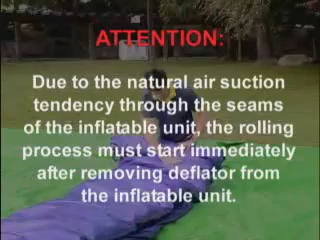 ATTENTION:
Due to the natural air suction
tendency through the seams
of the inflatable unit, the rolling
process must start immediately
after removing deflator from
the inflatable unit.